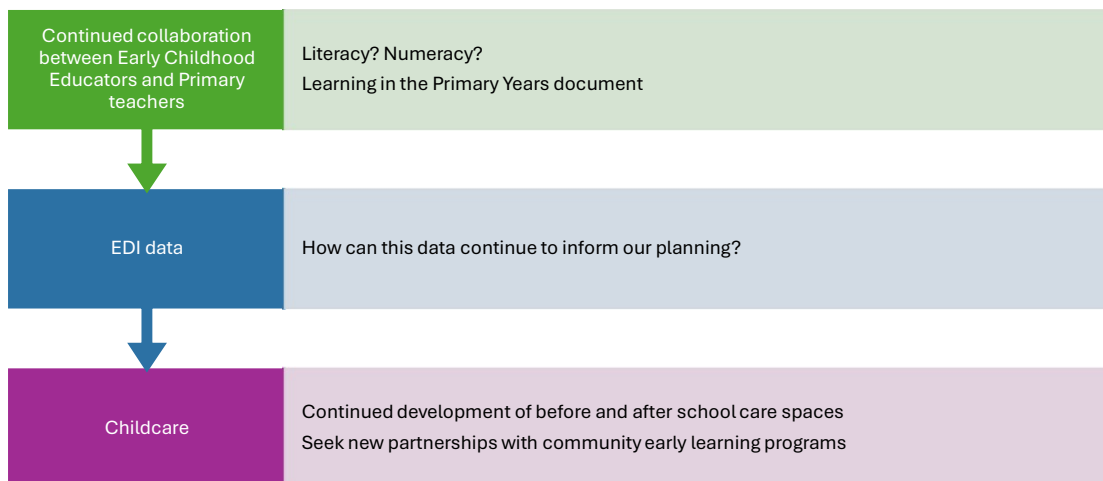 Continued collaboration
between Early Childhood
Educators and Primary
teachers
Literacy? Numeracy?
Learning in the Primary Years document
EDI data
How can this data continue to inform our planning?
Childcare
Continued development of before and after school care spaces
Seek new partnerships with community early learning programs